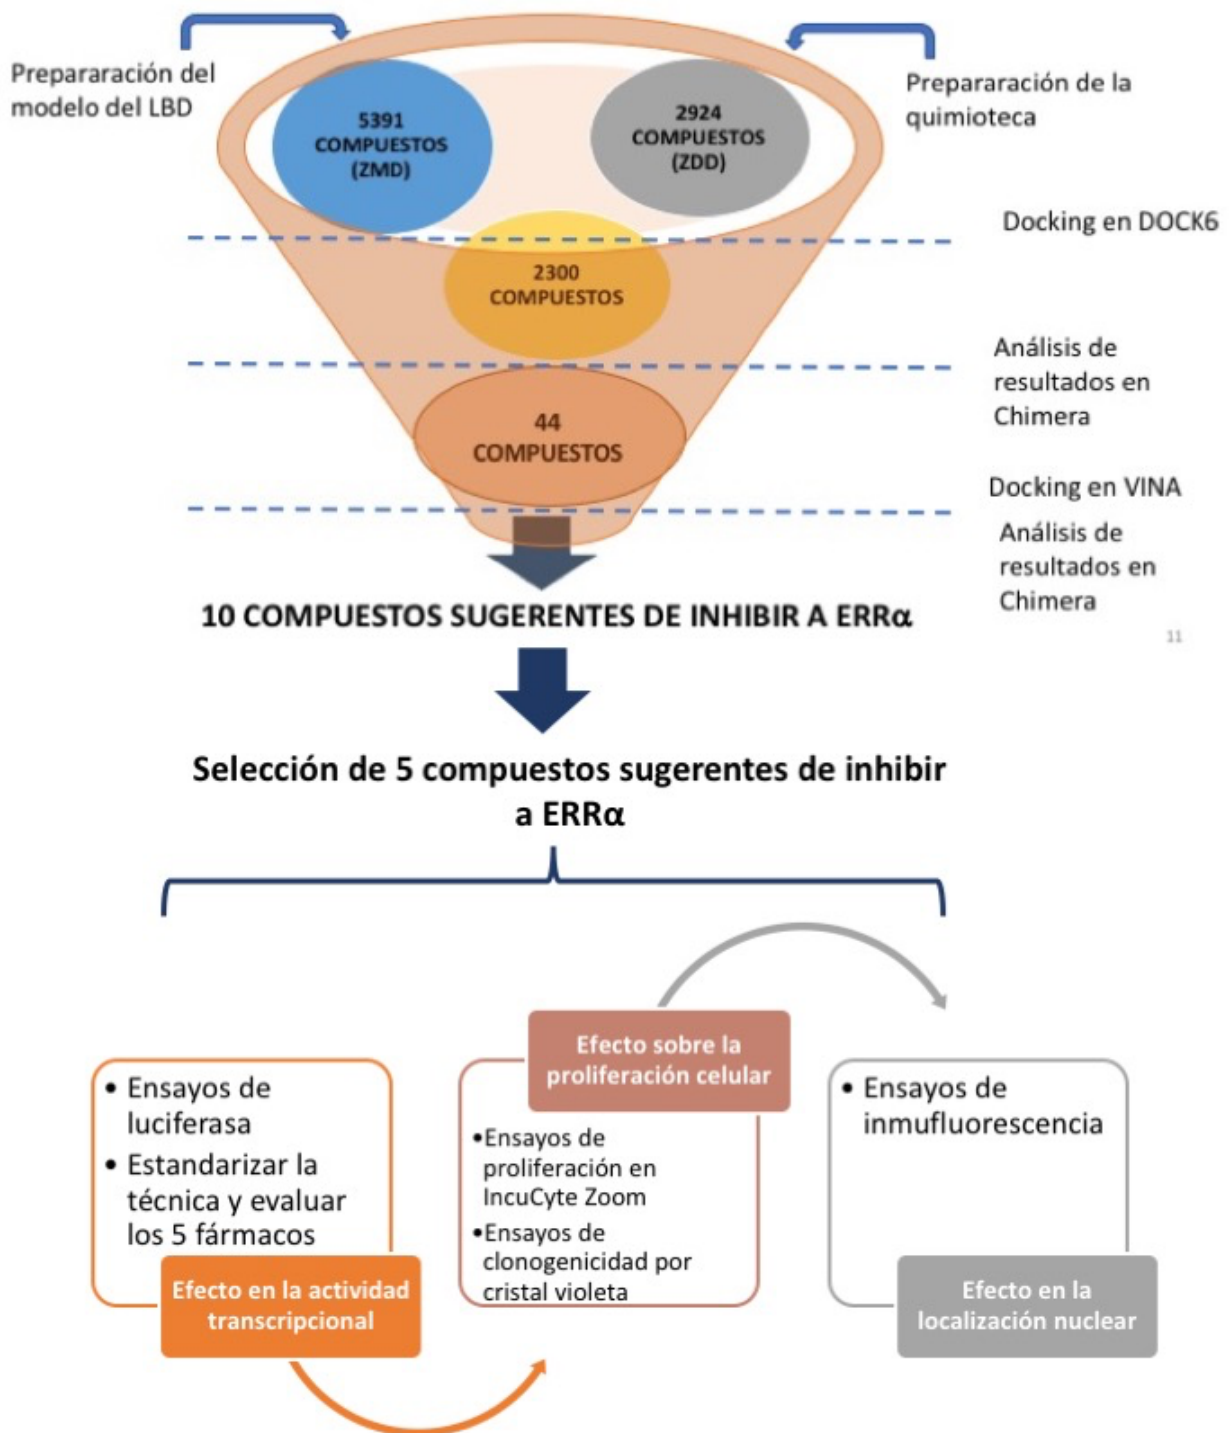 Prepararación del
modelo del LBD
Prepararación de la
quimioteca
5391
COMPUESTOS
(ZMD)
2924
COMPUESTOS
(ZDD)
Docking en DOCK6
2300
COMPUESTOS
Análisis de
resultados en
Chimera
44
COMPUESTOS
Docking en VINA
Análisis de
resultados en
Chimera
10 COMPUESTOS SUGERENTES DE INHIBIR A ERRα
11
Selección de 5 compuestos sugerentes de inhibir
a ERRα
• Ensayos de
luciferasa
• Estandarizar la
técnica y evaluar
los 5 fármacos
Efecto en la actividad
transcripcional
Efecto sobre la
proliferación celular
•Ensayos de
proliferación en
IncuCyte Zoom
•Ensayos de
clonogenicidad por
cristal violeta
• Ensayos de
inmufluorescencia
Efecto en la
localización nuclear